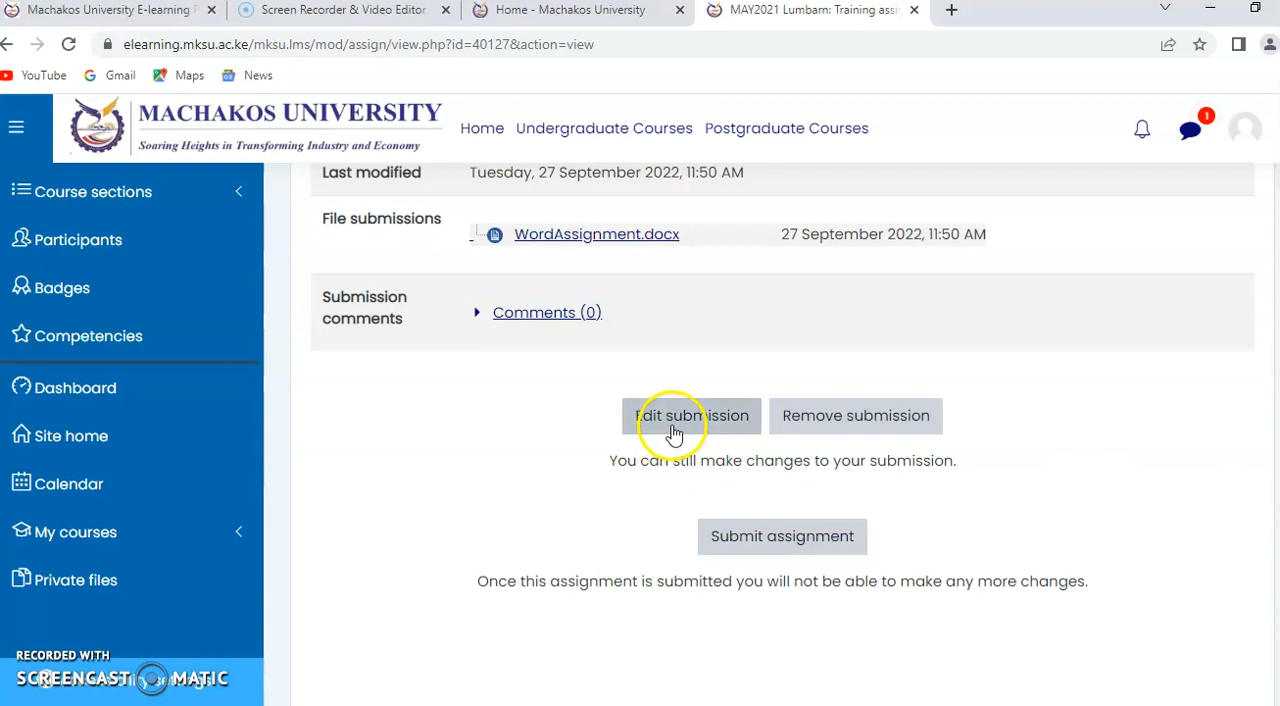 Machakos University E-learning P
Screen Recorder & Video Editor
Home - Machakos University
MAY2021 Lumbarn: Training assig
elearning.mksu.ac.ke/mksu.lms/mod/assign/view.php?id=40127&action=view
YouTube
Gmail
Maps
News
MACHAKOS UNIVERSITY
Soaring Heights in Transforming Industry and Economy
Home
Undergraduate Courses
Postgraduate Courses
1
Course sections
Participants
Badges
Competencies
Dashboard
Site home
Calendar
My courses
Private files
Last modified
Tuesday, 27 September 2022, 11:50 AM
File submissions
WordAssignment.docx
27 September 2022, 11:50 AM
Submission
comments
Comments (0)
Edit submission
Remove submission
You can still make changes to your submission.
Submit assignment
Once this assignment is submitted you will not be able to make any more changes.
RECORDED WITH
SCREENCAST MATIC